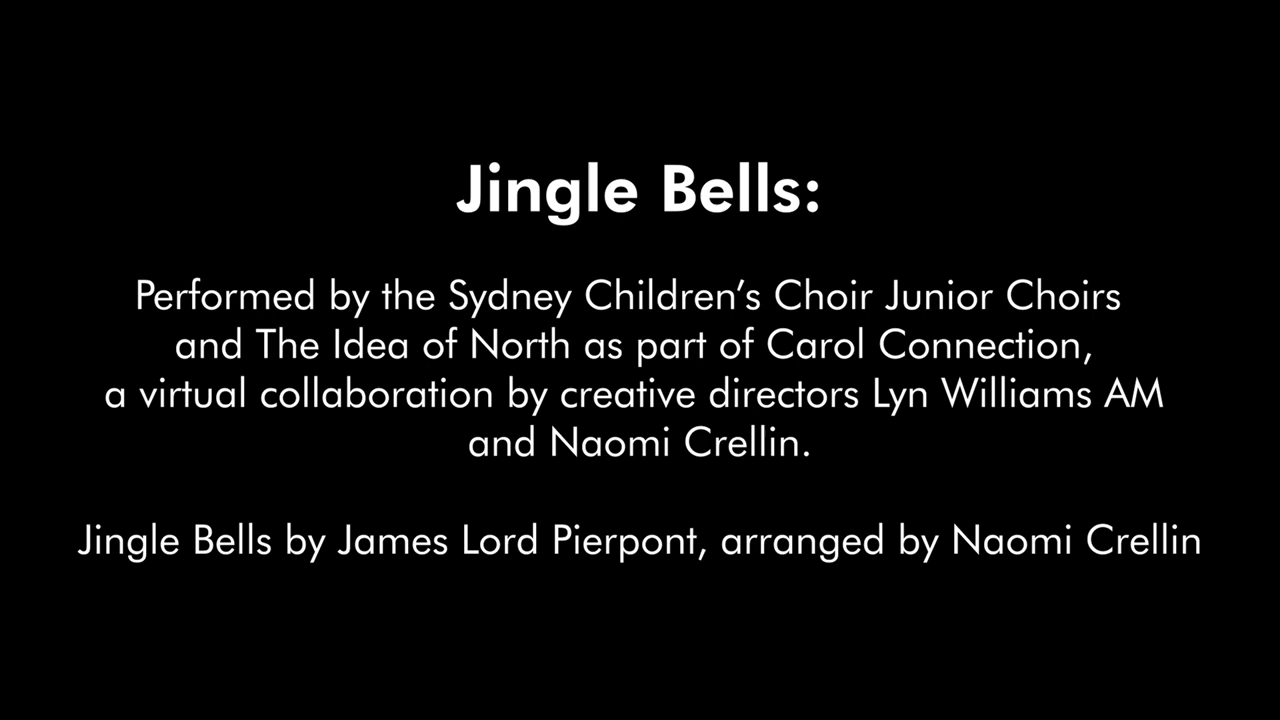 Jingle Bells:
Performed by the Sydney Children’s Choir Junior Choirs
and The Idea of North as part of Carol Connection,
a virtual collaboration by creative directors Lyn Williams AM
and Naomi Crellin.
Jingle Bells by James Lord Pierpont, arranged by Naomi Crellin